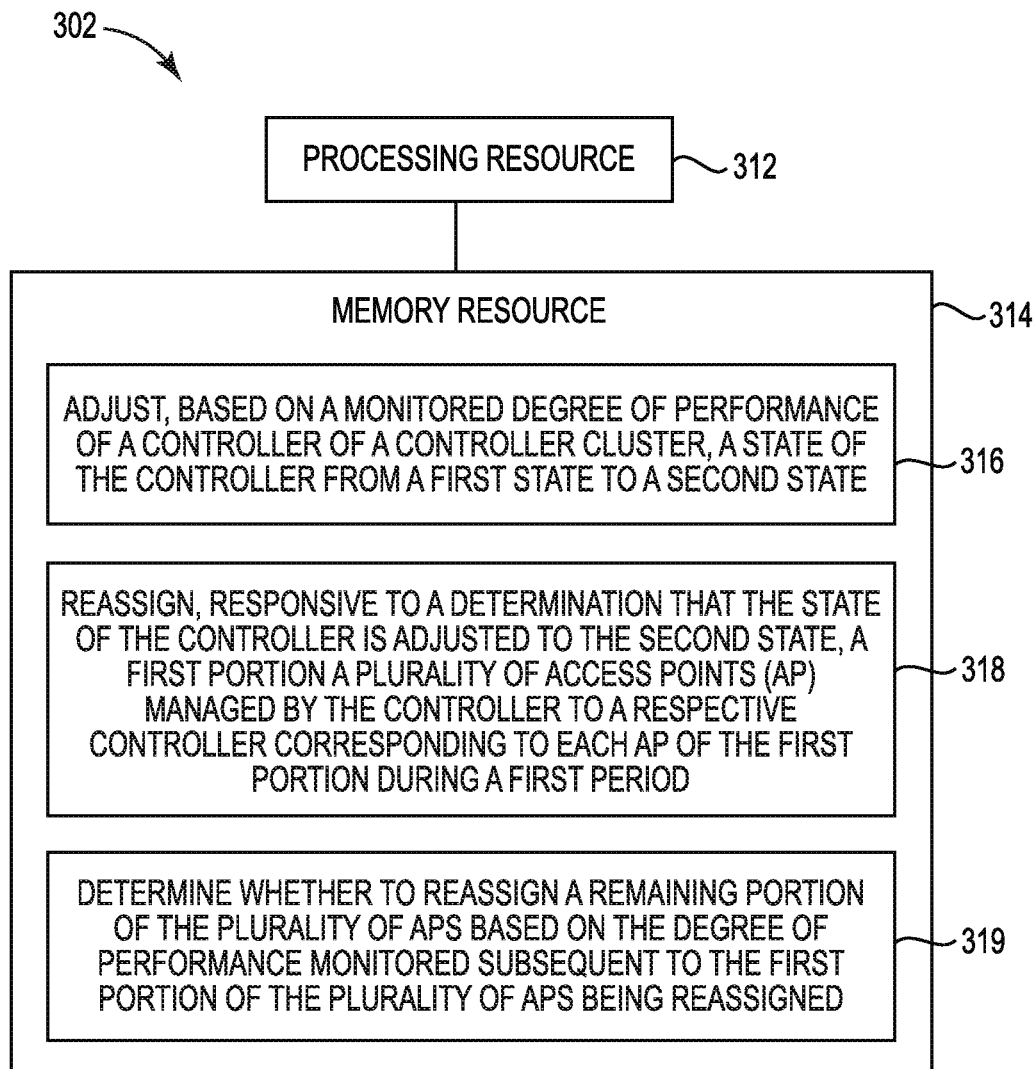 302
PROCESSING RESOURCE
312
MEMORY RESOURCE
314
ADJUST, BASED ON A MONITORED DEGREE OF PERFORMANCE
OF A CONTROLLER OF A CONTROLLER CLUSTER, A STATE OF
THE CONTROLLER FROM A FIRST STATE TO A SECOND STATE
316
REASSIGN, RESPONSIVE TO A DETERMINATION THAT THE STATE
OF THE CONTROLLER IS ADJUSTED TO THE SECOND STATE, A
FIRST PORTION A PLURALITY OF ACCESS POINTS (AP)
MANAGED BY THE CONTROLLER TO A RESPECTIVE
CONTROLLER CORRESPONDING TO EACH AP OF THE FIRST
PORTION DURING A FIRST PERIOD
318
DETERMINE WHETHER TO REASSIGN A REMAINING PORTION
OF THE PLURALITY OF APS BASED ON THE DEGREE OF
PERFORMANCE MONITORED SUBSEQUENT TO THE FIRST
PORTION OF THE PLURALITY OF APS BEING REASSIGNED
319